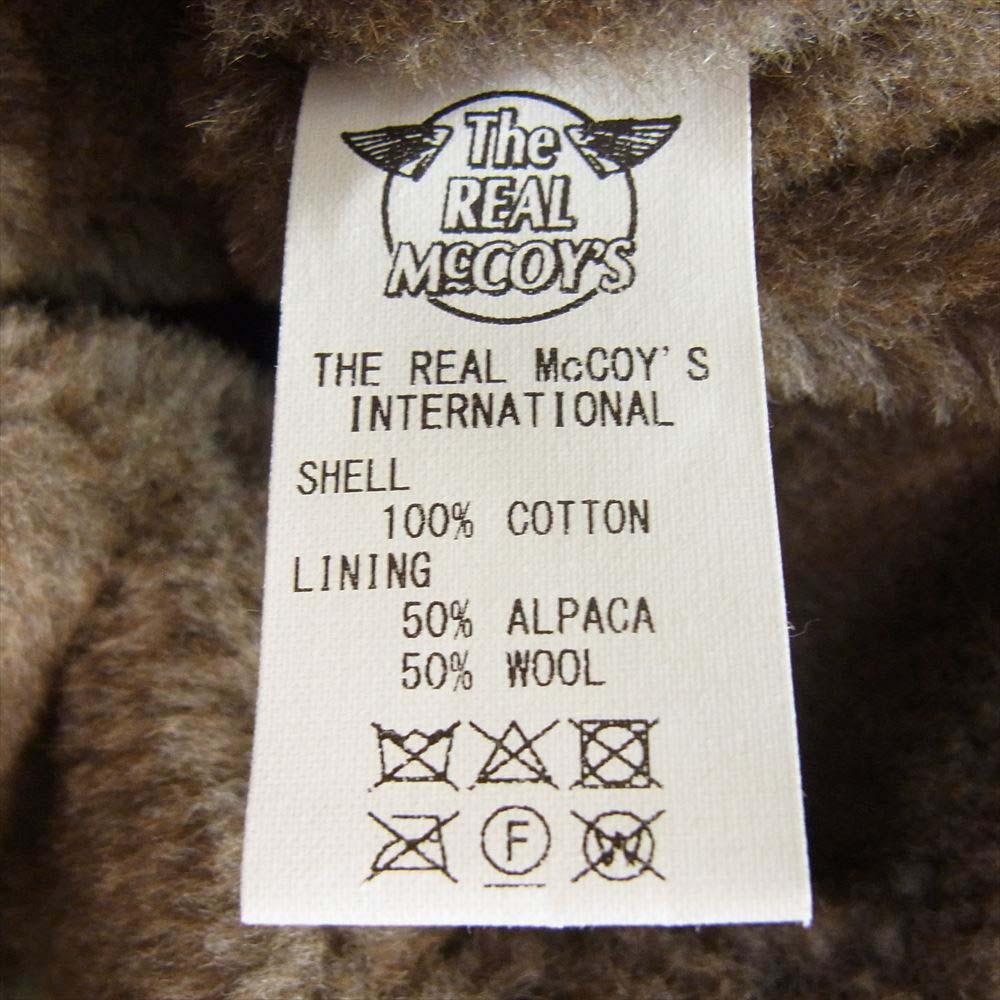 The
REAL
McCOY'S
THE REAL McCOY'S
INTERNATIONAL
SHELL
100% COTTON
LINING
50% ALPACA
50% WOOL
F W